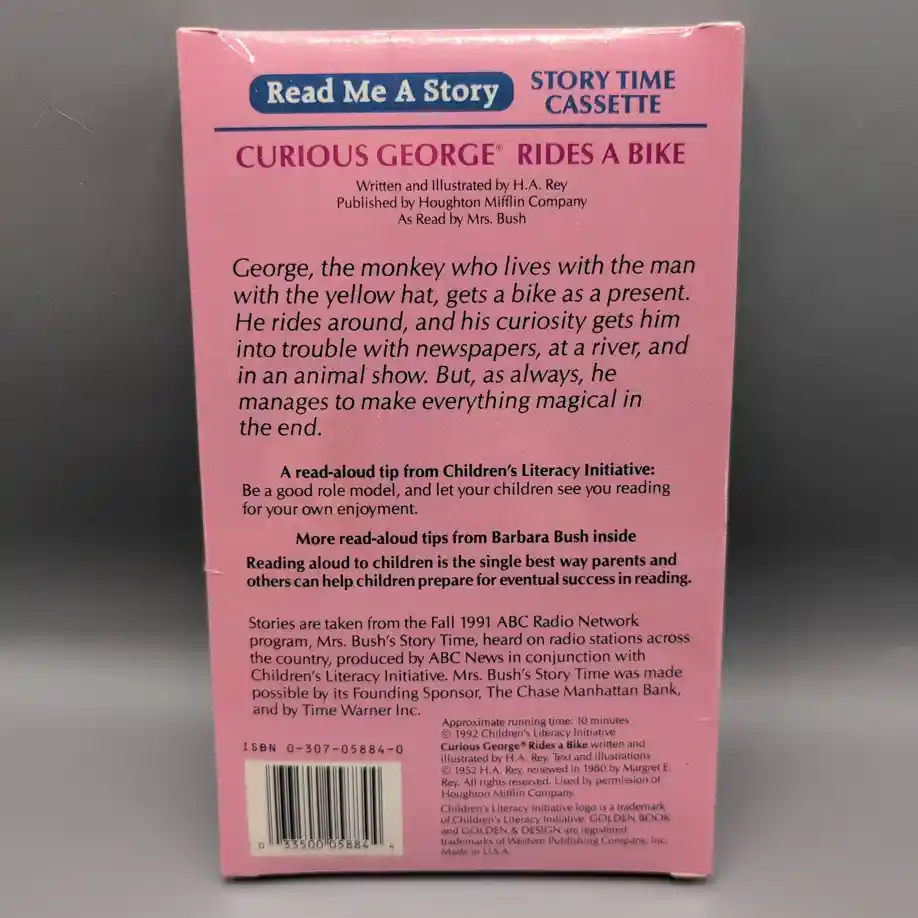 Read Me A Story
STORY TIME
CASSETTE
CURIOUS GEORGE® RIDES A BIKE
Written and Illustrated by H.A. Rey
Published by Houghton Mifflin Company
As Read by Mrs. Bush
George, the monkey who lives with the man
with the yellow hat, gets a bike as a present.
He rides around, and his curiosity gets him
into trouble with newspapers, at a river, and
in an animal show. But, as always, he
manages to make everything magical in
the end.
A read-aloud tip from Children's Literacy Initiative:
Be a good role model, and let your children see you reading
for your own enjoyment.
More read-aloud tips from Barbara Bush inside
Reading aloud to children is the single best way parents and
others can help children prepare for eventual success in reading.
Stories are taken from the Fall 1991 ABC Radio Network
program, Mrs. Bush's Story Time, heard on radio stations across
the country, produced by ABC News in conjunction with
Children's Literacy Initiative. Mrs. Bush's Story Time was made
possible by its Founding Sponsor, The Chase Manhattan Bank,
and by Time Warner Inc.
Approximate running time: 10 minutes
© 1992 Children's Literacy Initiative
Curious George® Rides a Bike written and
illustrated by H.A. Rey. Text and illustrations
© 1952 H.A. Rey, renewed in 1980 by Margret E.
Rey. All rights reserved. Used by permission of
Houghton Mifflin Company.
Children's Literacy Initiative logo is a trademark
of Children's Literacy Initiative. GOLDEN BOOK
and GOLDEN & DESIGN are registered
trademarks of Western Publishing Company, Inc.
Made in U.S.A.
ISBN 0-307-05884-0
0 33500 05884 4